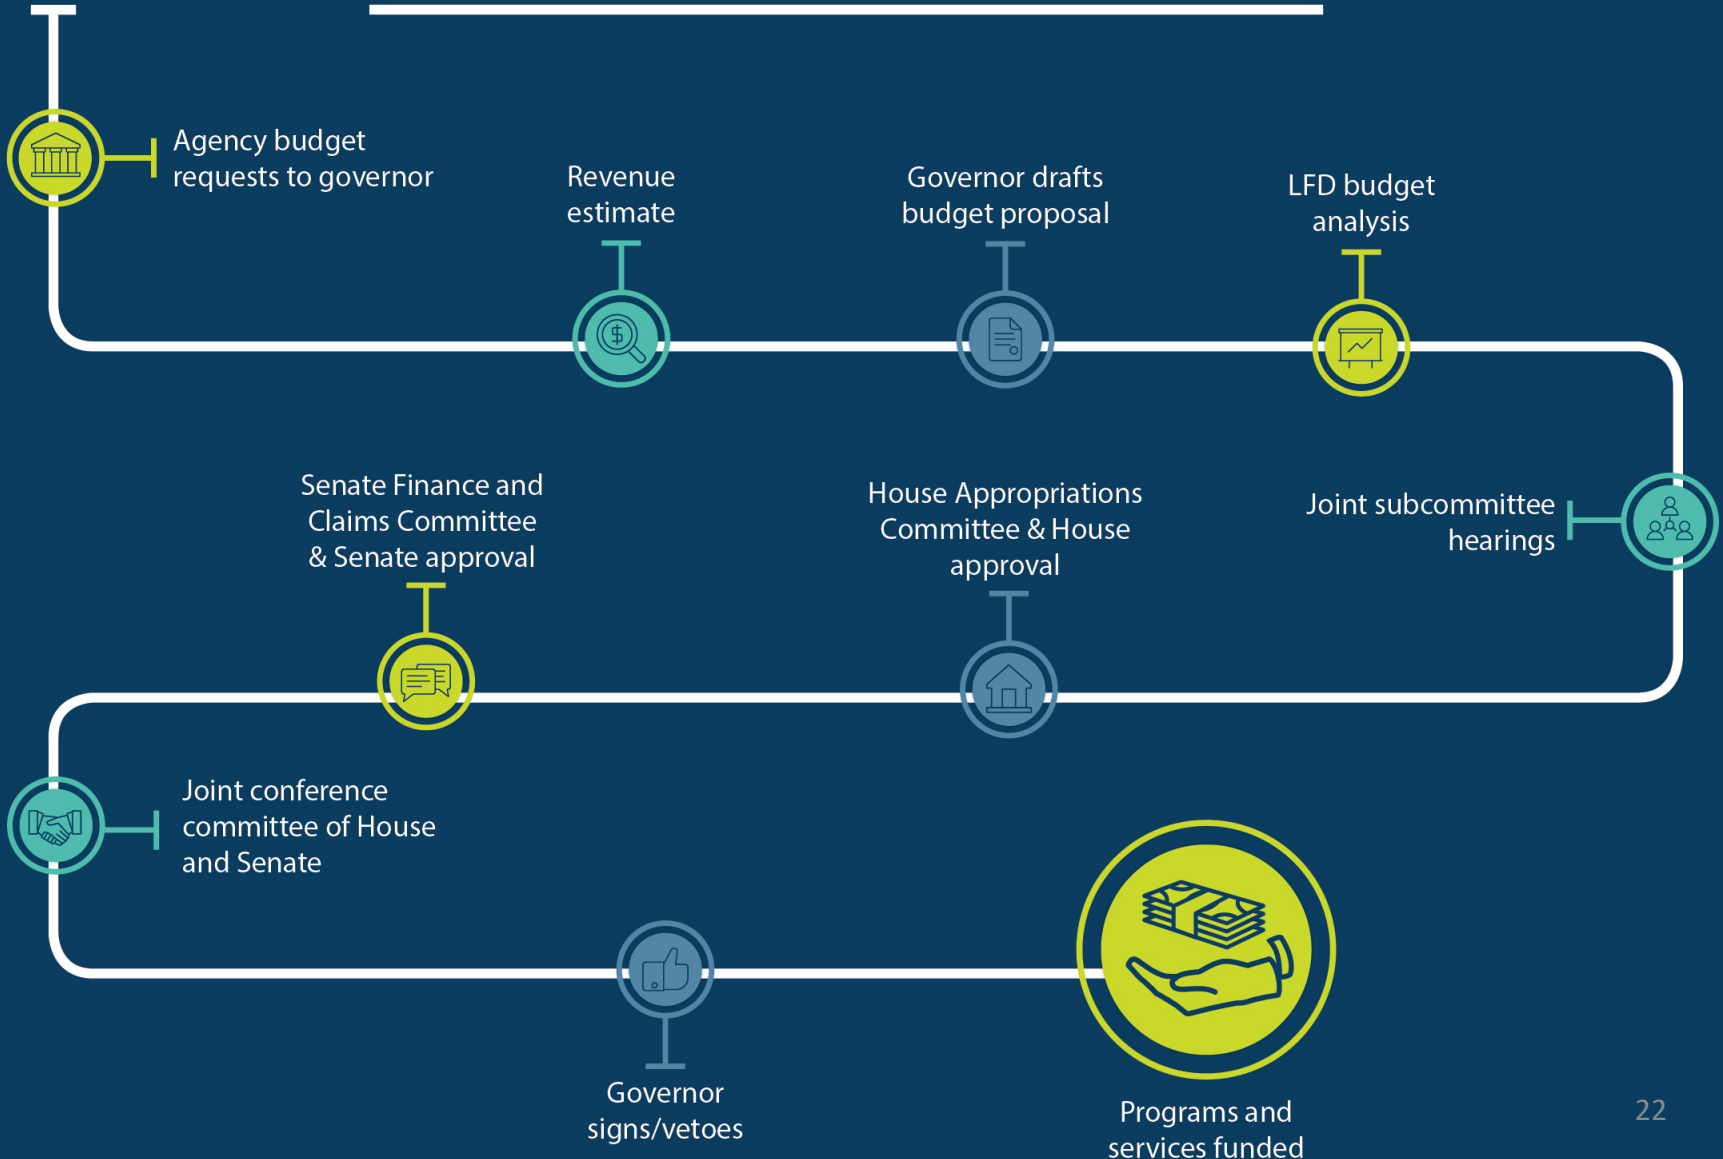 Agency budget
requests to governor
Revenue
estimate
Governor drafts
budget proposal
LFD budget
analysis
Joint subcommittee
hearings
House Appropriations
Committee & House
approval
Senate Finance and
Claims Committee
& Senate approval
Joint conference
committee of House
and Senate
Governor
signs/vetoes
Programs and
services funded
22